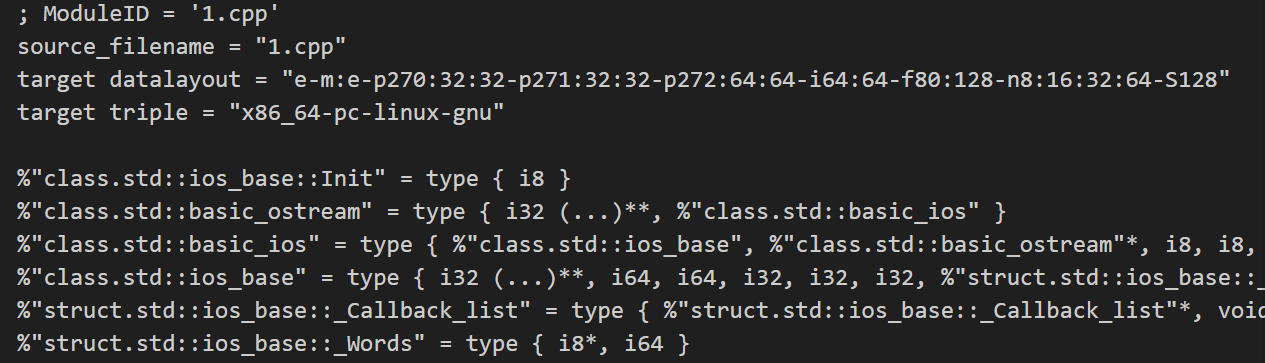 ; ModuleID = '1.cpp'
source_filename = "1.cpp"
target datalayout = "e-m:e-p270:32:32-p271:32:32-p272:64:64-i64:64-f80:128-n8:16:32:64-S128"
target triple = "x86_64-pc-linux-gnu"
%"class.std::ios_base::Init" = type { i8 }
%"class.std::basic_ostream" = type { i32 (...)**, %"class.std::basic_ios" }
%"class.std::basic_ios" = type { %"class.std::ios_base", %"class.std::basic_ostream"*, i8, i8,
%"class.std::ios_base" = type { i32 (...)**, i64, i64, i32, i32, i32, %"struct.std::ios_base::_
%"struct.std::ios_base::_Callback_list" = type { %"struct.std::ios_base::_Callback_list"*, void
%"struct.std::ios_base::_Words" = type { i8*, i64 }